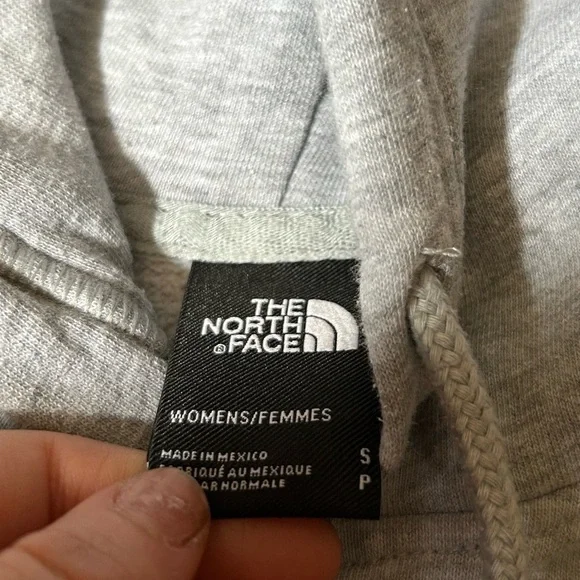 THE
NORTH
®FACE
WOMENS/FEMMES
MADE IN MEXICO S
FABRIQUÉ AU MEXIQUE P
NORMALE